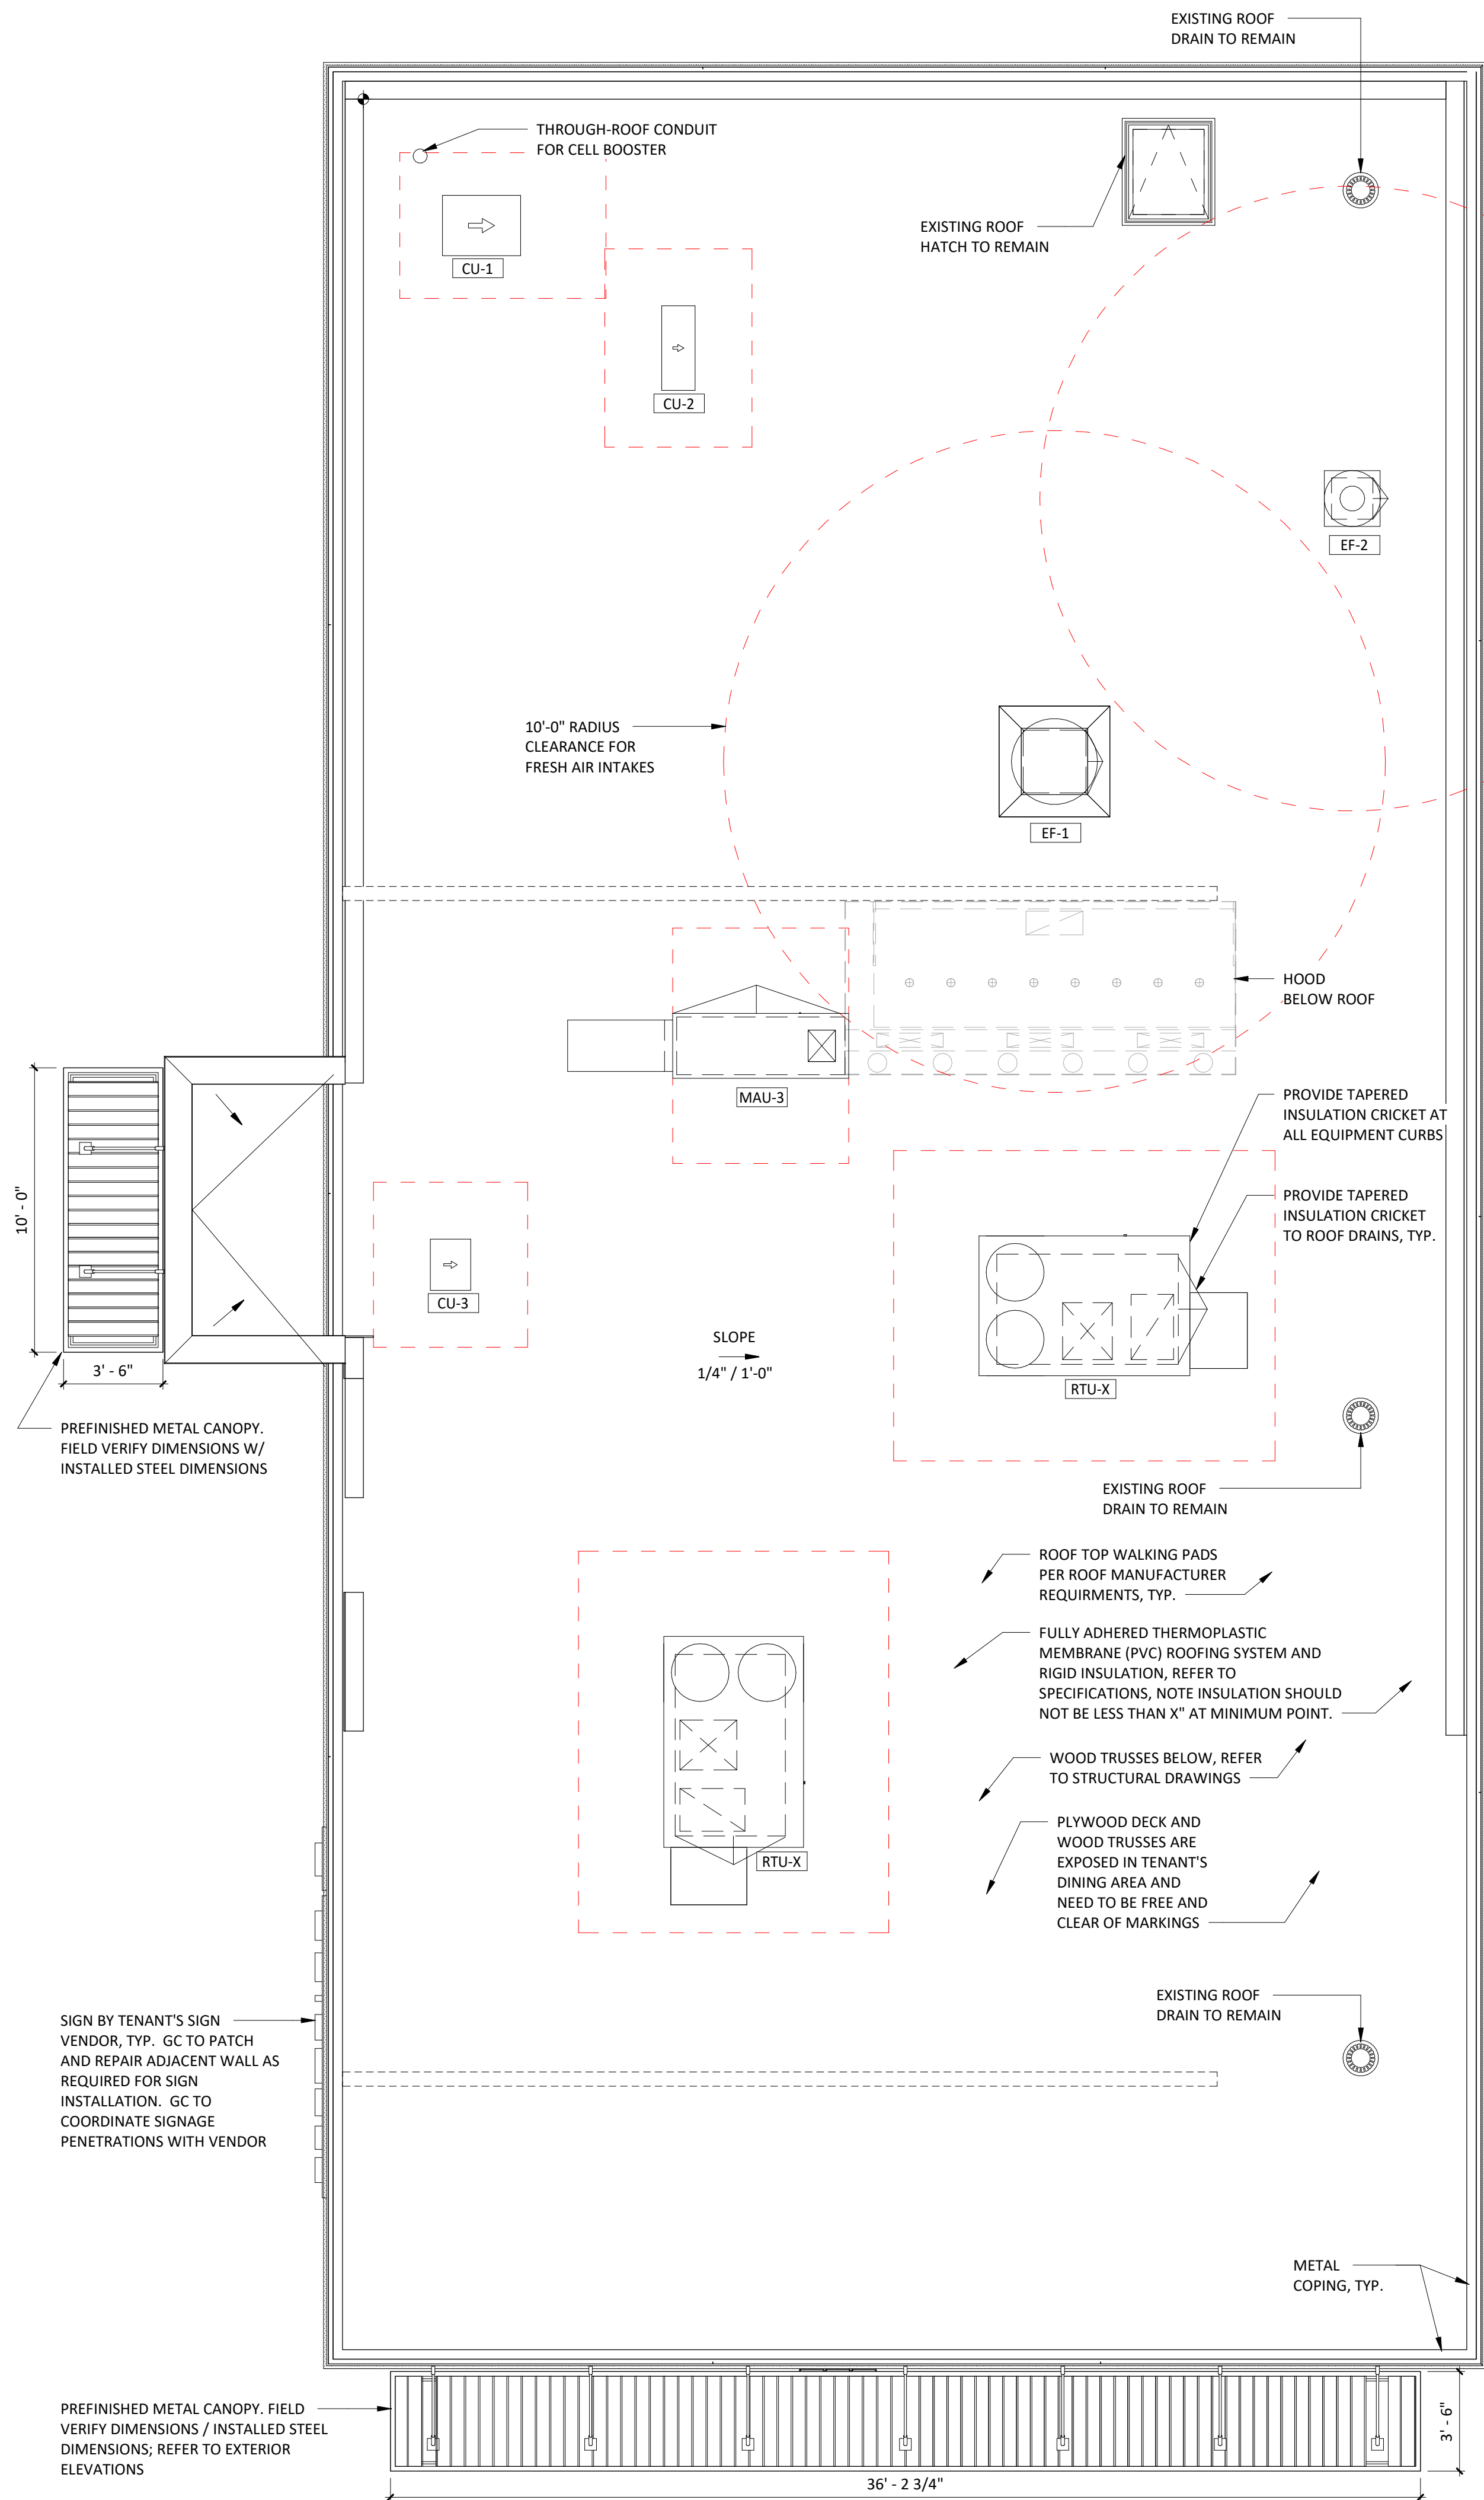 EXISTING ROOF
DRAIN TO REMAIN
THROUGH-ROOF CONDUIT
FOR CELL BOOSTER
CU-1
EXISTING ROOF
HATCH TO REMAIN
CU-2
EF-2
10'-0" RADIUS
CLEARANCE FOR
FRESH AIR INTAKES
EF-1
HOOD
BELOW ROOF
MAU-3
PROVIDE TAPERED
INSULATION CRICKET AT
ALL EQUIPMENT CURBS
PROVIDE TAPERED
INSULATION CRICKET
TO ROOF DRAINS, TYP.
10' - 0"
CU-3
SLOPE
1/4" / 1'-0"
3' - 6"
RTU-X
PREFINISHED METAL CANOPY.
FIELD VERIFY DIMENSIONS W/
INSTALLED STEEL DIMENSIONS
EXISTING ROOF
DRAIN TO REMAIN
ROOF TOP WALKING PADS
PER ROOF MANUFACTURER
REQUIRMENTS, TYP.
FULLY ADHERED THERMOPLASTIC
MEMBRANE (PVC) ROOFING SYSTEM AND
RIGID INSULATION, REFER TO
SPECIFICATIONS, NOTE INSULATION SHOULD
NOT BE LESS THAN X" AT MINIMUM POINT.
WOOD TRUSSES BELOW, REFER
TO STRUCTURAL DRAWINGS
PLYWOOD DECK AND
WOOD TRUSSES ARE
EXPOSED IN TENANT'S
DINING AREA AND
NEED TO BE FREE AND
CLEAR OF MARKINGS
RTU-X
EXISTING ROOF
DRAIN TO REMAIN
SIGN BY TENANT'S SIGN
VENDOR, TYP.  GC TO PATCH
AND REPAIR ADJACENT WALL AS
REQUIRED FOR SIGN
INSTALLATION.  GC TO
COORDINATE SIGNAGE
PENETRATIONS WITH VENDOR
METAL
COPING, TYP.
PREFINISHED METAL CANOPY. FIELD
VERIFY DIMENSIONS / INSTALLED STEEL
DIMENSIONS; REFER TO EXTERIOR
ELEVATIONS
3' - 6"
36' - 2 3/4"